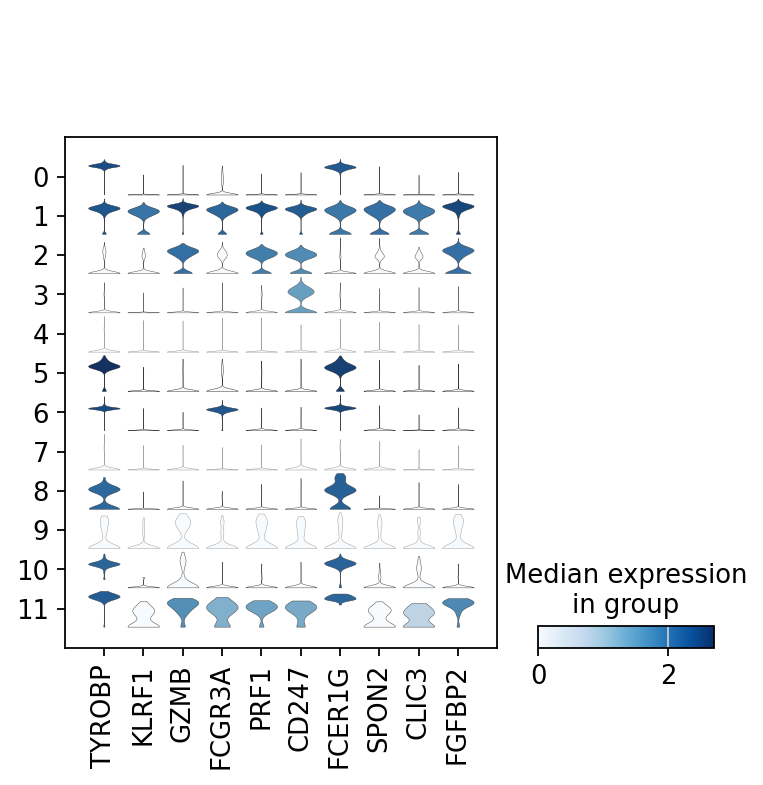 0
1
2
3
4
5
6
7
8
9
10
11
TYROBP
KLRF1
GZMB
FCGR3A
PRF1
CD247
FCER1G
SPON2
CLIC3
FGFBP2
Median expression
in group
0
2